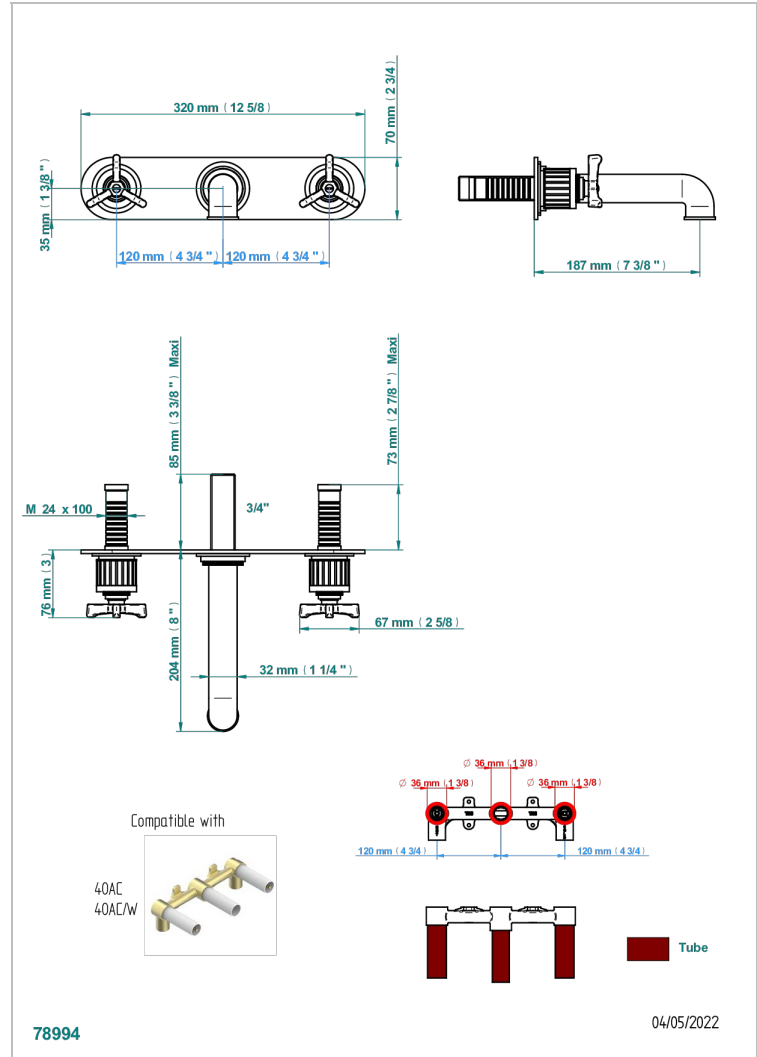 320 mm ( 12 5/8 )
70 mm ( 2 3/4 )
35 mm ( 1 3/8 " )
120 mm ( 4 3/4 " )
120 mm ( 4 3/4 " )
187 mm ( 7 3/8 " )
85 mm ( 3 3/8 " ) Maxi
73 mm ( 2 7/8 " ) Maxi
M 24 x 100
3/4"
76 mm ( 3 )
204 mm ( 8 " )
67 mm ( 2 5/8 )
32 mm ( 1 1/4 " )
Ø 36 mm ( 1 3/8 )
Ø 36 mm ( 1 3/8 )
Ø 36 mm ( 1 3/8 )
120 mm ( 4 3/4 )
120 mm ( 4 3/4 )
Compatible with
40AC
40AC/W
Tube
78994
04/05/2022